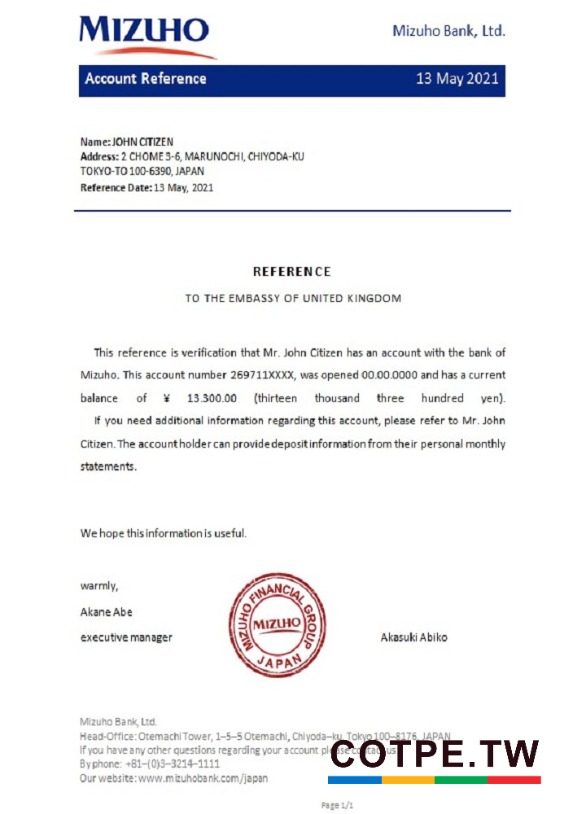 MIZUHO
Mizuho Bank, Ltd.
Account Reference
13 May 2021
Name: JOHN CITIZEN
Address: 2 CHOME 3-6, MARUNOCHI, CHIYODA-KU
TOKYO-TO 100-6390, JAPAN
Reference Date: 13 May, 2021
REFERENCE
TO THE EMBASSY OF UNITED KINGDOM
This reference is verification that Mr. John Citizen has an account with the bank of
Mizuho. This account number 269711XXXX, was opened 00.00.0000 and has a current
balance of ¥ 13.300.00 (thirteen thousand three hundred yen).
If you need additional information regarding this account, please refer to Mr. John
Citizen. The account holder can provide deposit information from their personal monthly
statements.
We hope this information is useful.
warmly,
Akane Abe
executive manager
MIZUHO FINANCIAL GROUP
MIZUHO
JAPAN
Akasuki Abiko
Mizuho Bank, Ltd.
Head-Office: Otemachi Tower, 1–5–5 Otemachi, Chiyoda–ku, Tokyo 100–8176, JAPAN
If you have any other questions regarding your account please contact us
By phone: +81–(0)3–3214–1111
Our website: www.mizuhobank.com/japan
COTPE.TW
Page 1/1